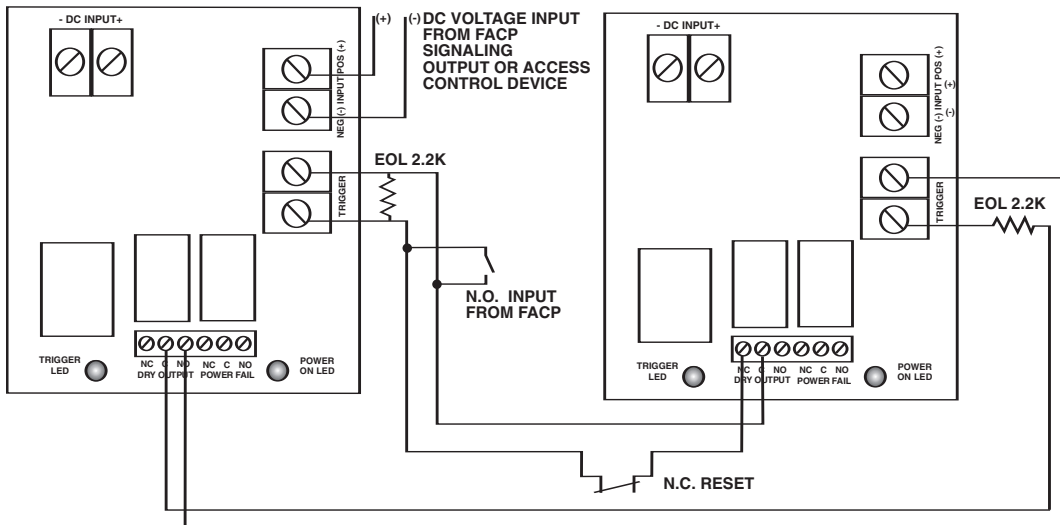 - DC INPUT+
(+)
(-) DC VOLTAGE INPUT
FROM FACP
SIGNALING
OUTPUT OR ACCESS
CONTROL DEVICE
NEG (-) INPUT POS (+)
EOL 2.2K
TRIGGER
N.O. INPUT
FROM FACP
TRIGGER
LED
NC C NO NC C NO
DRY OUTPUT POWER FAIL
POWER
ON LED
- DC INPUT+
NEG (-) INPUT POS (+)
(-) (+)
TRIGGER
EOL 2.2K
TRIGGER
LED
NC C NO NC C NO
DRY OUTPUT POWER FAIL
POWER
ON LED
N.C. RESET